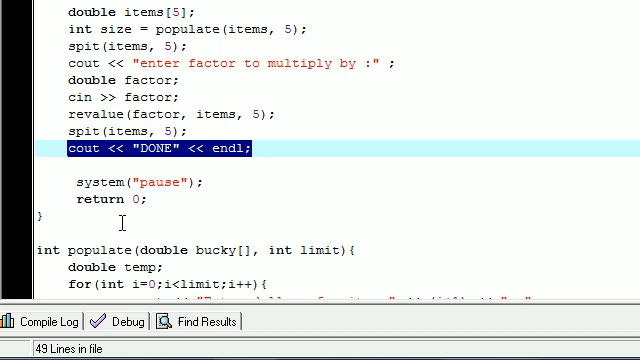 double items[5];
int size = populate(items, 5);
spit(items, 5);
cout << "enter factor to multiply by :" ;
double factor;
cin >> factor;
revalue(factor, items, 5);
spit(items, 5);
cout << "DONE" << endl;
system("pause");
return 0;
}
int populate(double bucky[], int limit){
double temp;
for(int i=0;i<limit;i++){
Compile Log Debug Find Results
49 Lines in file